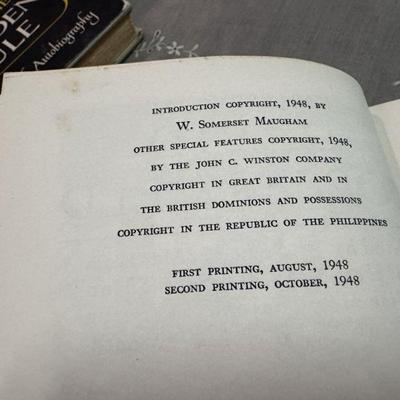 DEN
ULE
Autobiography
INTRODUCTION COPYRIGHT, 1948, BY
W. SOMERSET MAUGHAM
OTHER SPECIAL FEATURES COPYRIGHT, 1948,
BY THE JOHN C. WINSTON COMPANY
COPYRIGHT IN GREAT BRITAIN AND IN
THE BRITISH DOMINIONS AND POSSESSIONS
COPYRIGHT IN THE REPUBLIC OF THE PHILIPPINES
FIRST PRINTING, AUGUST, 1948
SECOND PRINTING, OCTOBER, 1948